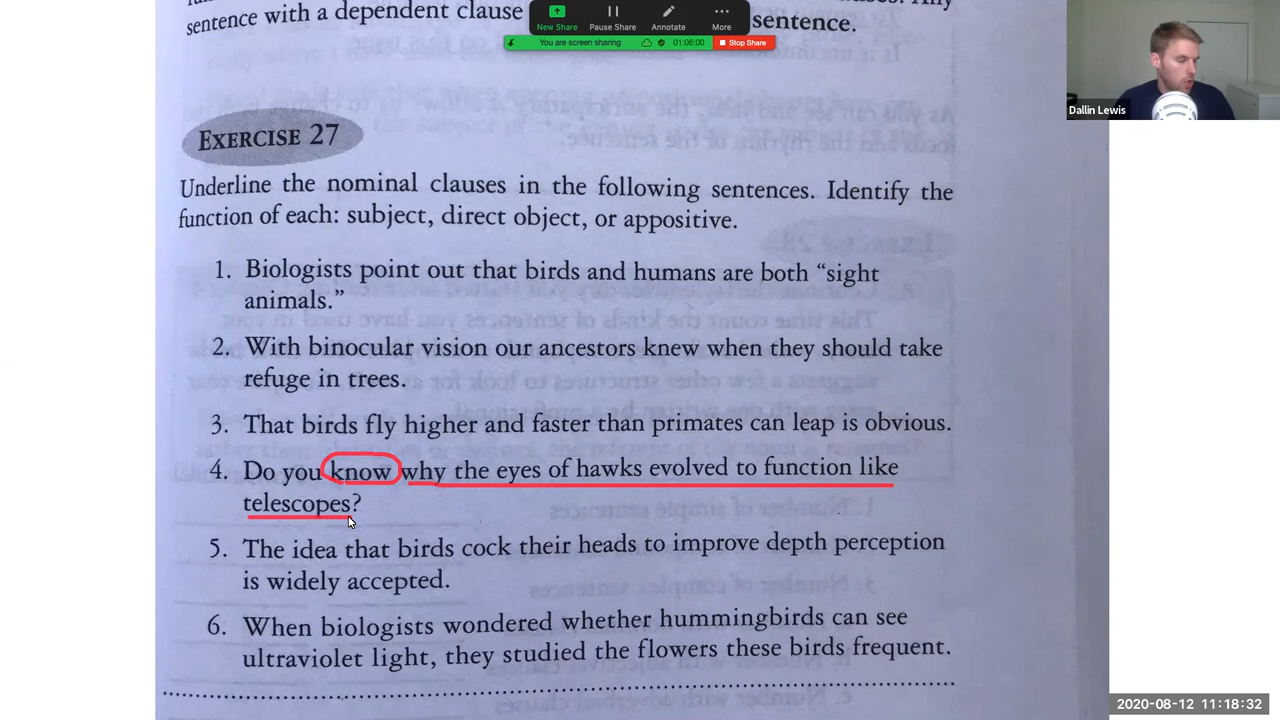 sentence with a dependent clause
sentence.
New Share
Pause Share
Annotate
More
You are screen sharing
01:06:00
Stop Share
Dallin Lewis
EXERCISE 27
Underline the nominal clauses in the following sentences. Identify the
function of each: subject, direct object, or appositive.
1. Biologists point out that birds and humans are both “sight
animals.”
2. With binocular vision our ancestors knew when they should take
refuge in trees.
3. That birds fly higher and faster than primates can leap is obvious.
4. Do you know why the eyes of hawks evolved to function like
telescopes?
5. The idea that birds cock their heads to improve depth perception
is widely accepted.
6. When biologists wondered whether hummingbirds can see
ultraviolet light, they studied the flowers these birds frequent.
2020-08-12 11:18:32